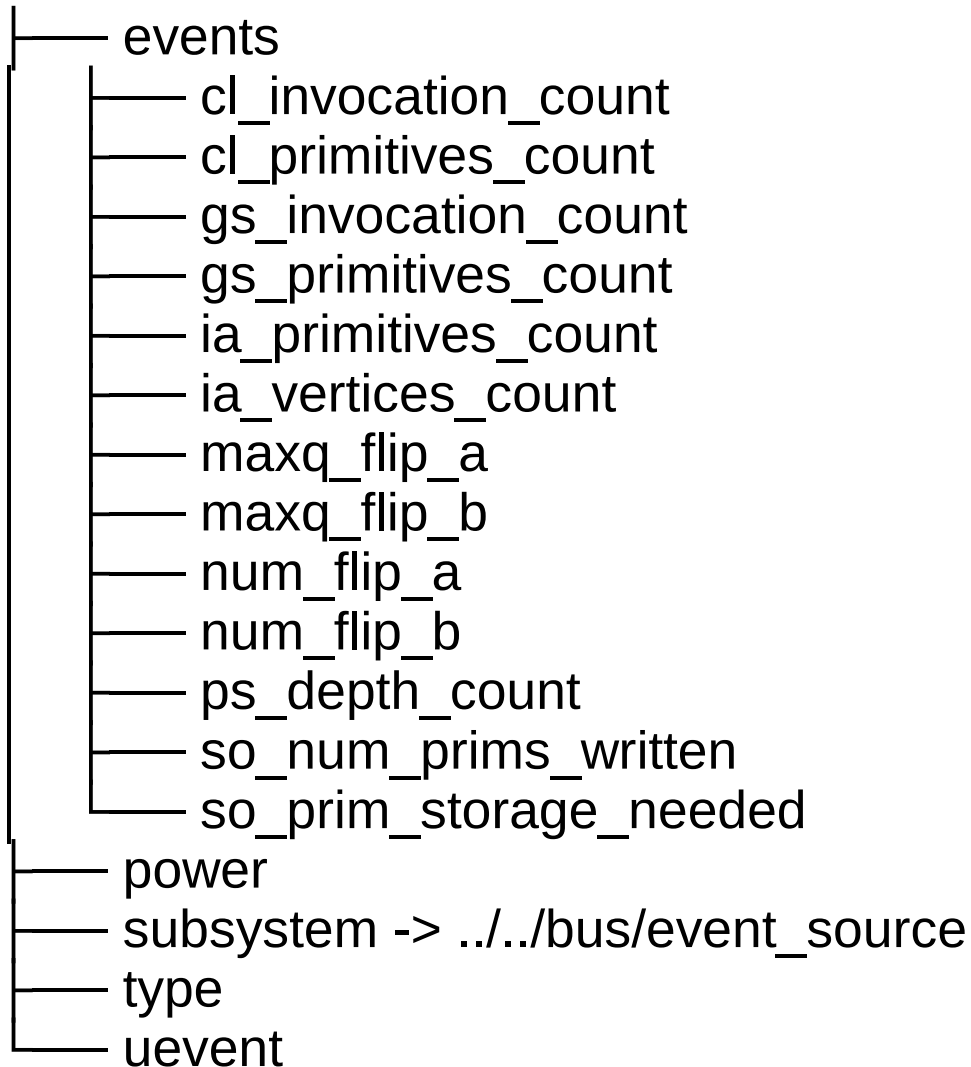 events
cl_invocation_count
cl_primitives_count
gs_invocation_count
gs_primitives_count
ia_primitives_count
ia_vertices_count
maxq_flip_a
maxq_flip_b
num_flip_a
num_flip_b
ps_depth_count
so_num_prims_written
so_prim_storage_needed
power
subsystem -> ../../bus/event_source
type
uevent